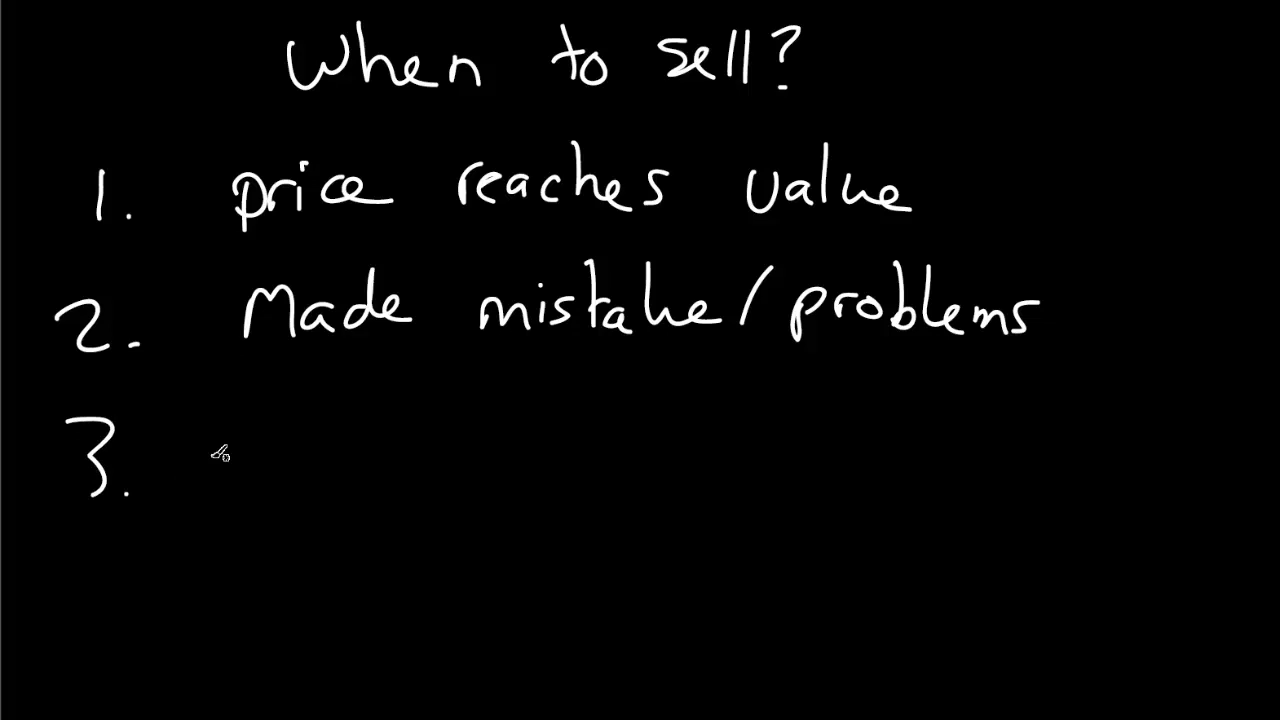 When to sell?
1. price reaches value
2. Made mistake/problems
3.